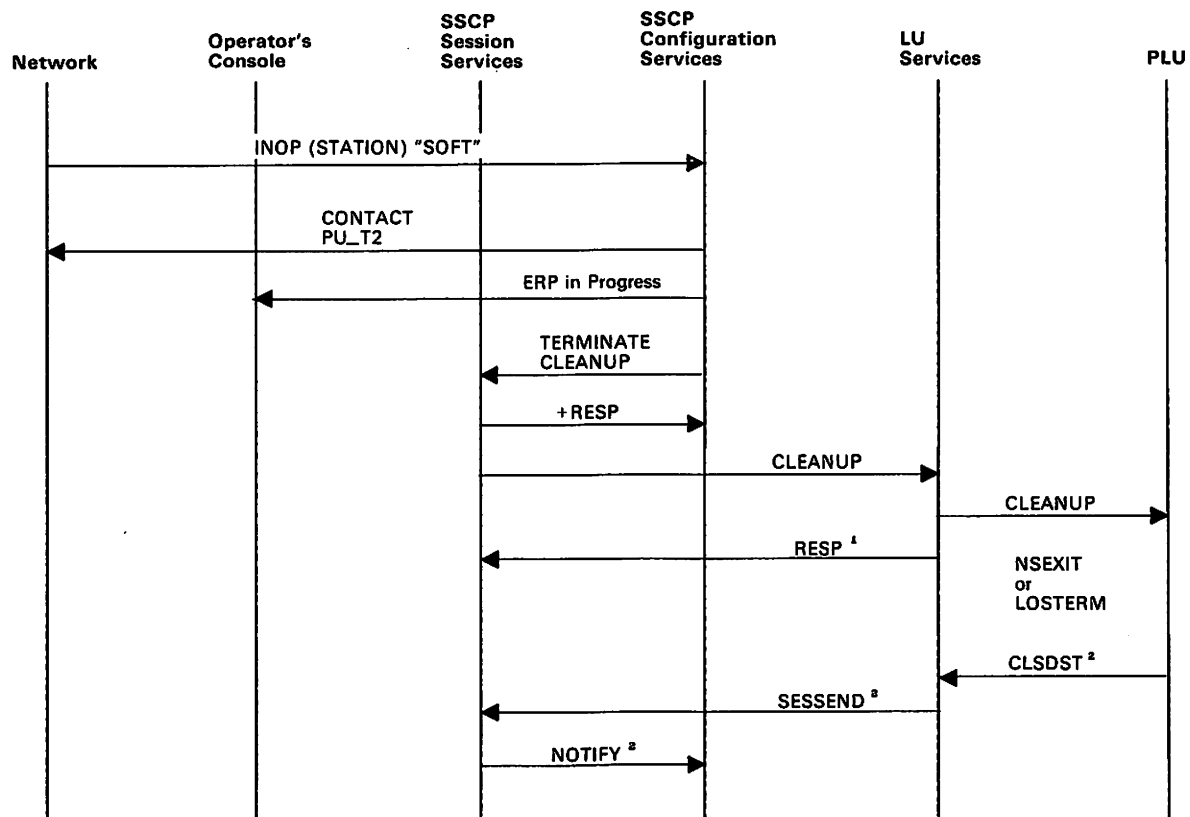 Network
Operator's
Console
SSCP
Session
Services
SSCP
Configuration
Services
LU
Services
PLU
INOP (STATION) "SOFT"
CONTACT
PU_T2
ERP in Progress
TERMINATE
CLEANUP
+RESP
CLEANUP
CLEANUP
RESP ¹
NSEXIT
or
LOSTERM
CLSDST ²
SESSEND ²
NOTIFY ²